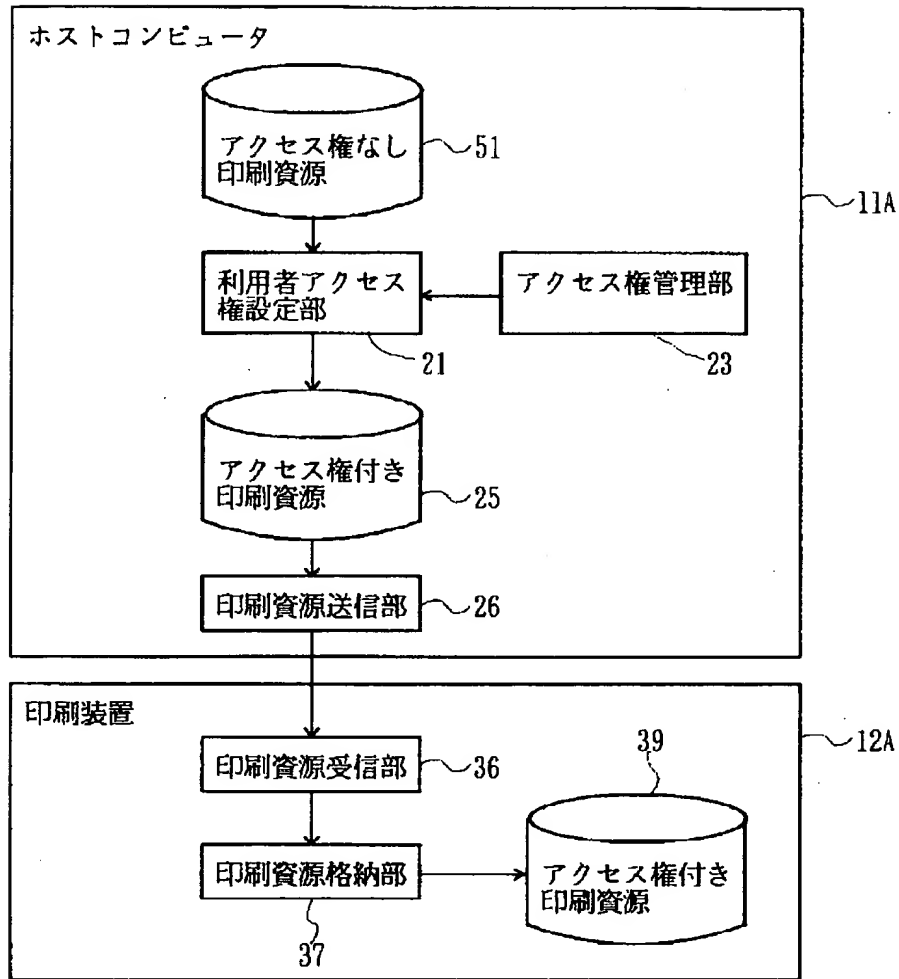 ホストコンピュータ
アクセス権なし
印刷資源
51
11A
利用者アクセス
権設定部
アクセス権管理部
21
23
アクセス権付き
印刷資源
25
印刷資源送信部
26
印刷装置
12A
印刷資源受信部
36
39
印刷資源格納部
アクセス権付き
印刷資源
37